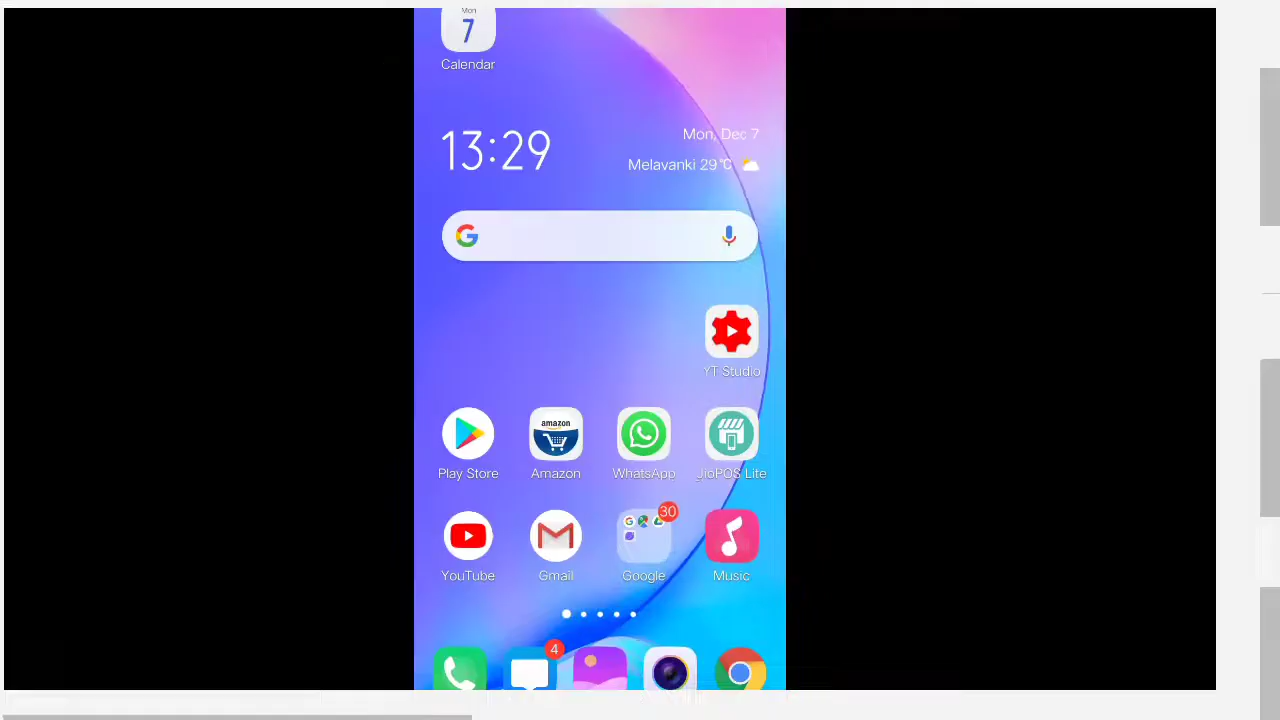 Mon
7
Calendar
13:29
Mon, Dec 7
Melavanki 29°C
YT Studio
amazon
Play Store
Amazon
WhatsApp
JioPOS Lite
30
YouTube
Gmail
Google
Music
4